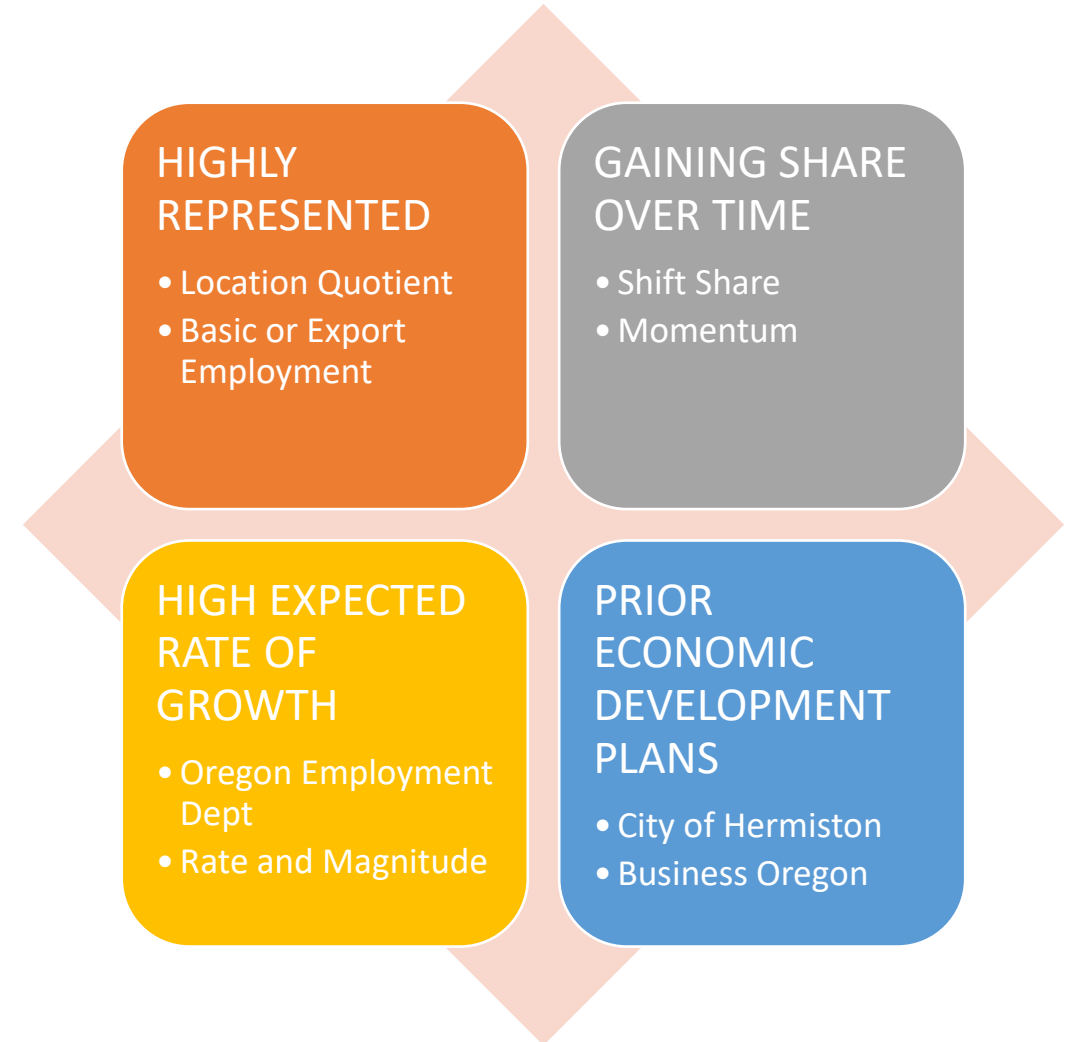 HIGHLY
REPRESENTED
• Location Quotient
• Basic or Export
Employment
GAINING SHARE
OVER TIME
• Shift Share
• Momentum
HIGH EXPECTED
RATE OF
GROWTH
• Oregon Employment
Dept
• Rate and Magnitude
PRIOR
ECONOMIC
DEVELOPMENT
PLANS
• City of Hermiston
• Business Oregon